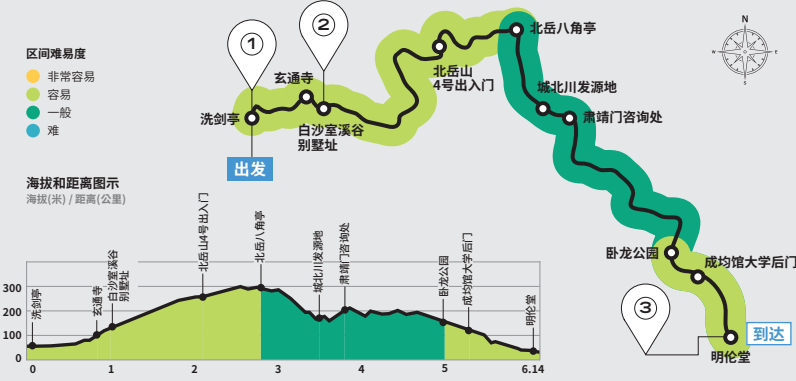 区间难易度
非常容易
容易
一般
难
①
②
③
洗剑亭
玄通寺
白沙室溪谷
别墅址
出发
北岳山
4号出入门
北岳八角亭
城北川发源地
肃靖门咨询处
卧龙公园
成均馆大学后门
明伦堂
到达
N
E
S
W
海拔和距离图示
海拔(米) / 距离(公里)
300
200
100
0
洗剑亭
玄通寺
白沙室溪谷
别墅址
北岳山4号出入门
北岳八角亭
城北川发源地
肃靖门咨询处
卧龙公园
成均馆大学后门
明伦堂
0
1
2
3
4
5
6.14